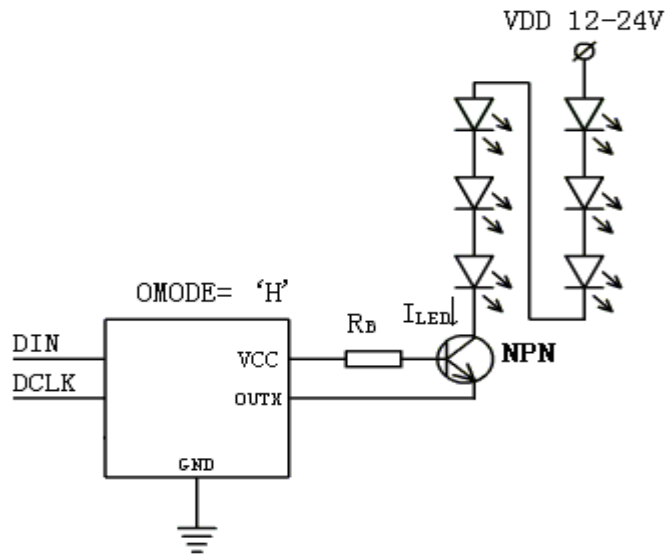 VDD 12-24V
OMODE= ‘H’
RB
ILED
DIN
VCC
NPN
DCLK
OUTX
GND